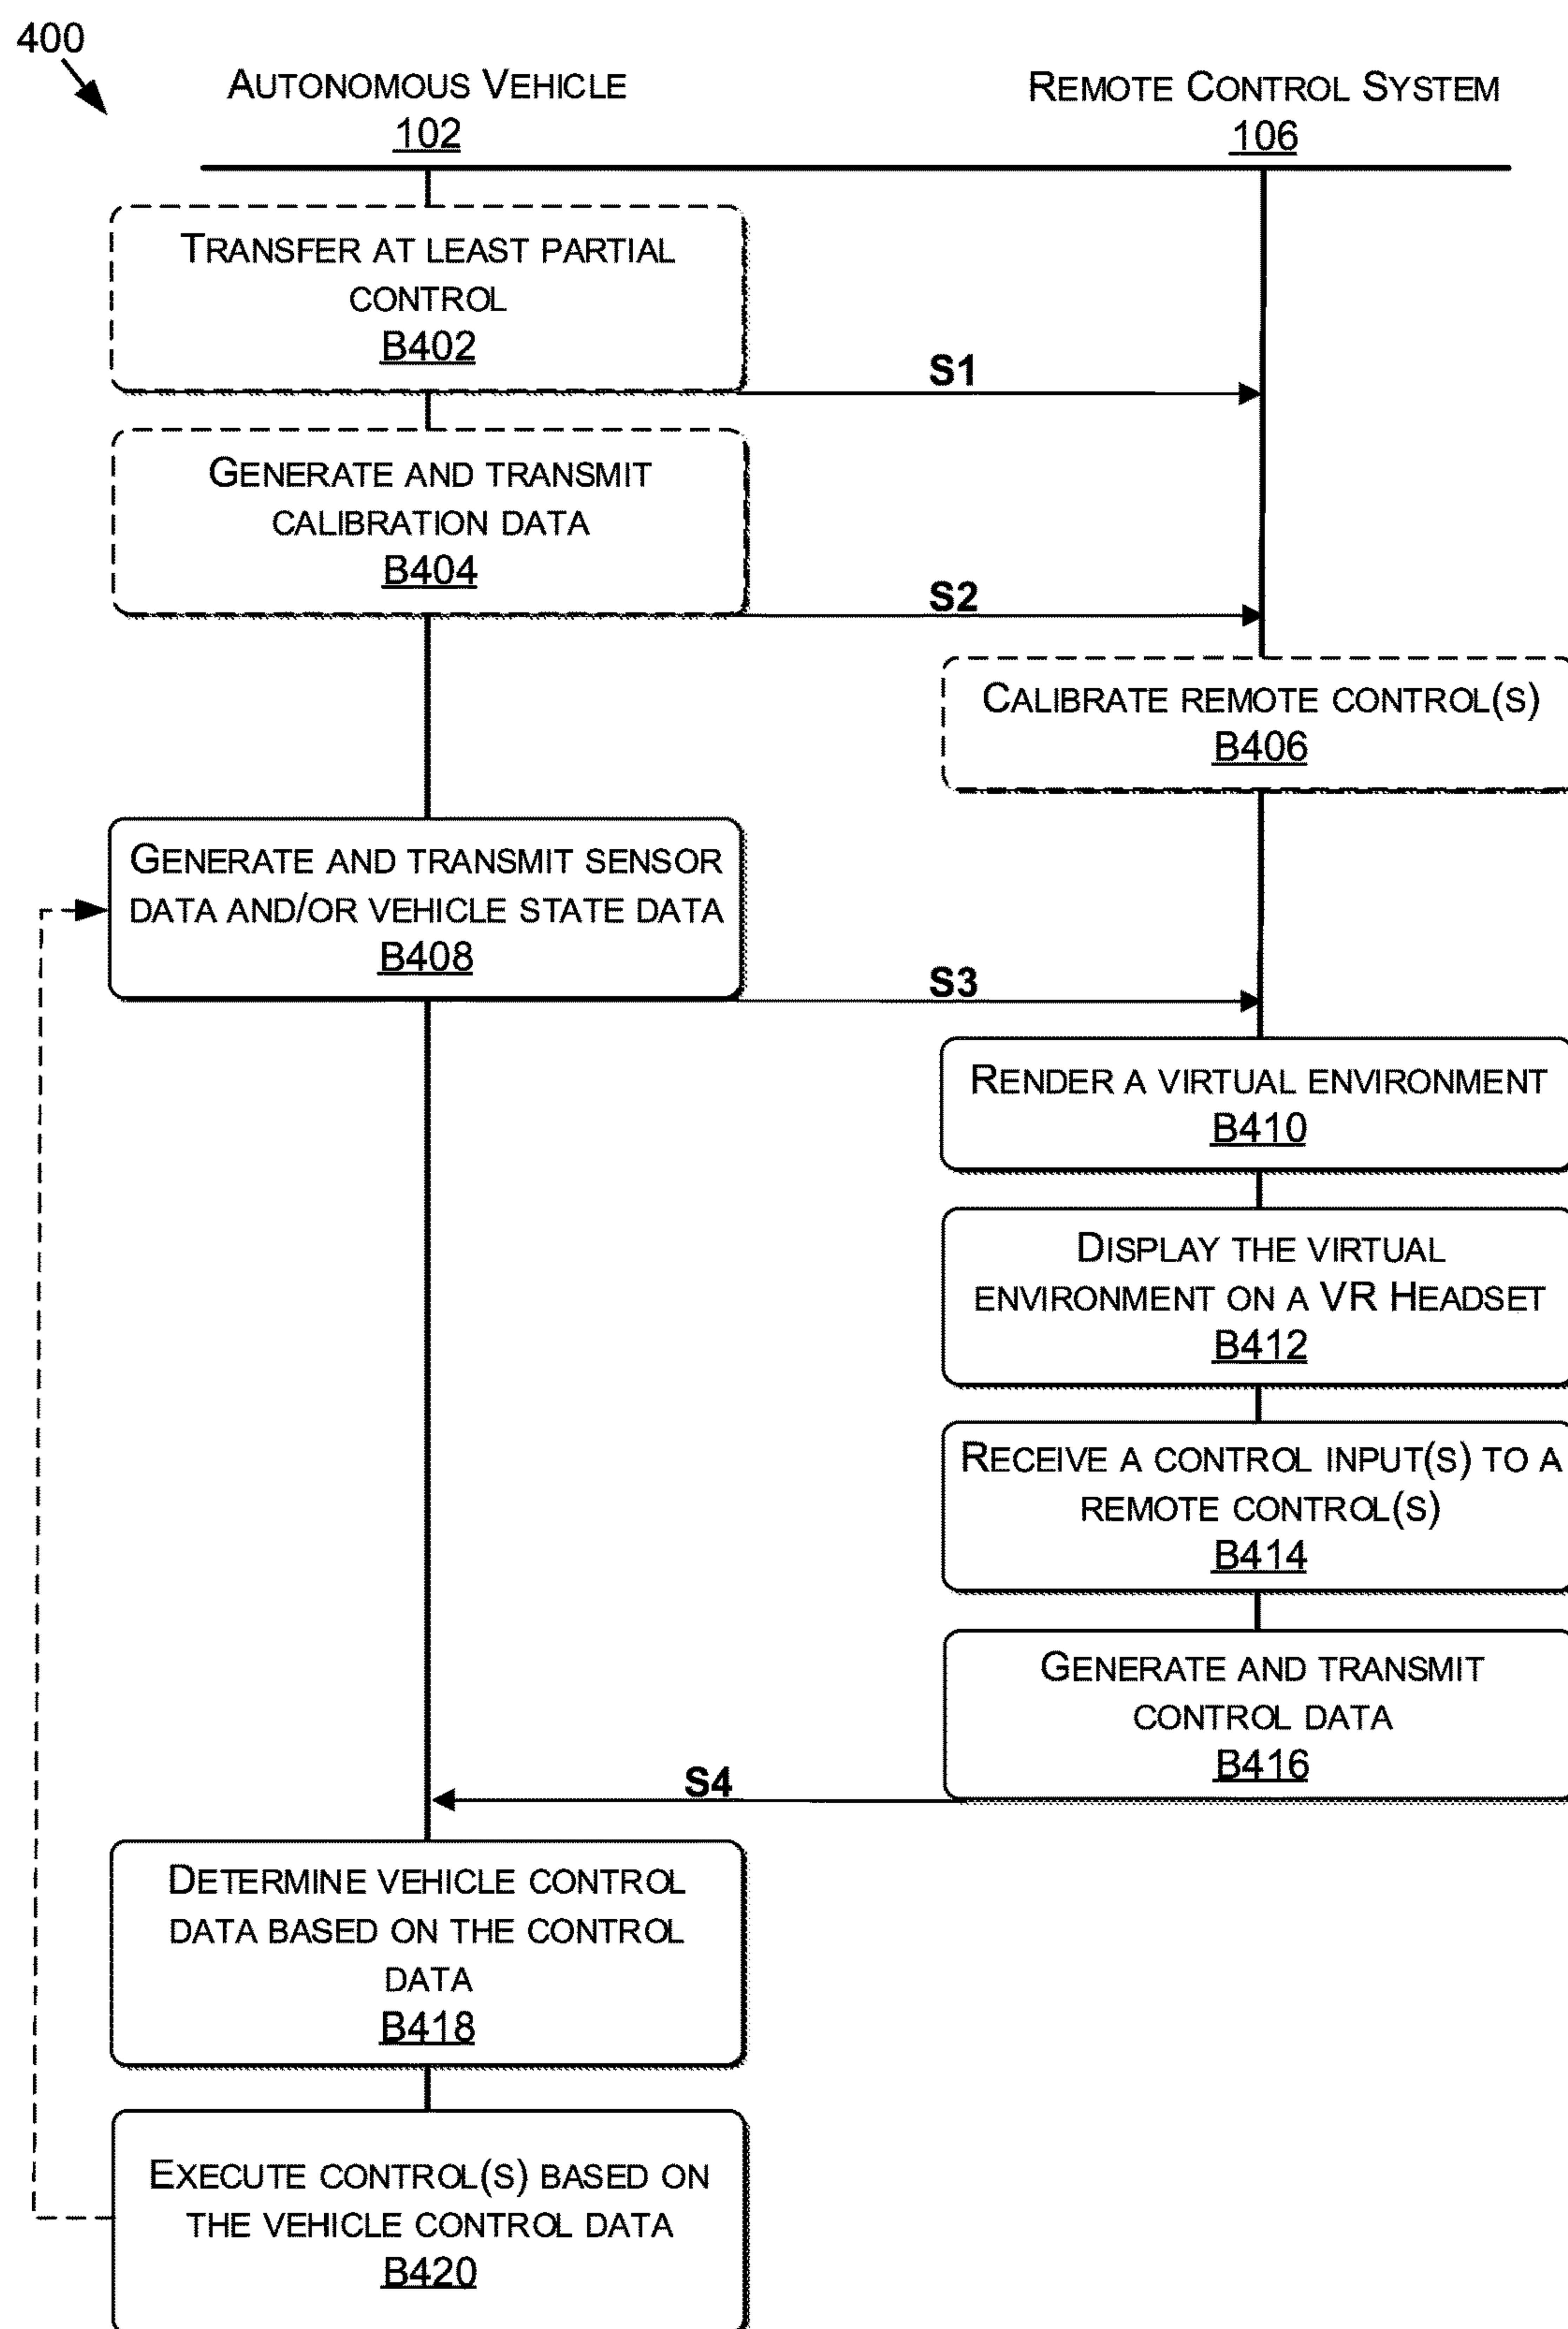 400
AUTONOMOUS VEHICLE
102
REMOTE CONTROL SYSTEM
106
TRANSFER AT LEAST PARTIAL
CONTROL
B402
S1
GENERATE AND TRANSMIT
CALIBRATION DATA
B404
S2
CALIBRATE REMOTE CONTROL(S)
B406
GENERATE AND TRANSMIT SENSOR
DATA AND/OR VEHICLE STATE DATA
B408
S3
RENDER A VIRTUAL ENVIRONMENT
B410
DISPLAY THE VIRTUAL
ENVIRONMENT ON A VR HEADSET
B412
RECEIVE A CONTROL INPUT(S) TO A
REMOTE CONTROL(S)
B414
GENERATE AND TRANSMIT
CONTROL DATA
B416
S4
DETERMINE VEHICLE CONTROL
DATA BASED ON THE CONTROL
DATA
B418
EXECUTE CONTROL(S) BASED ON
THE VEHICLE CONTROL DATA
B420